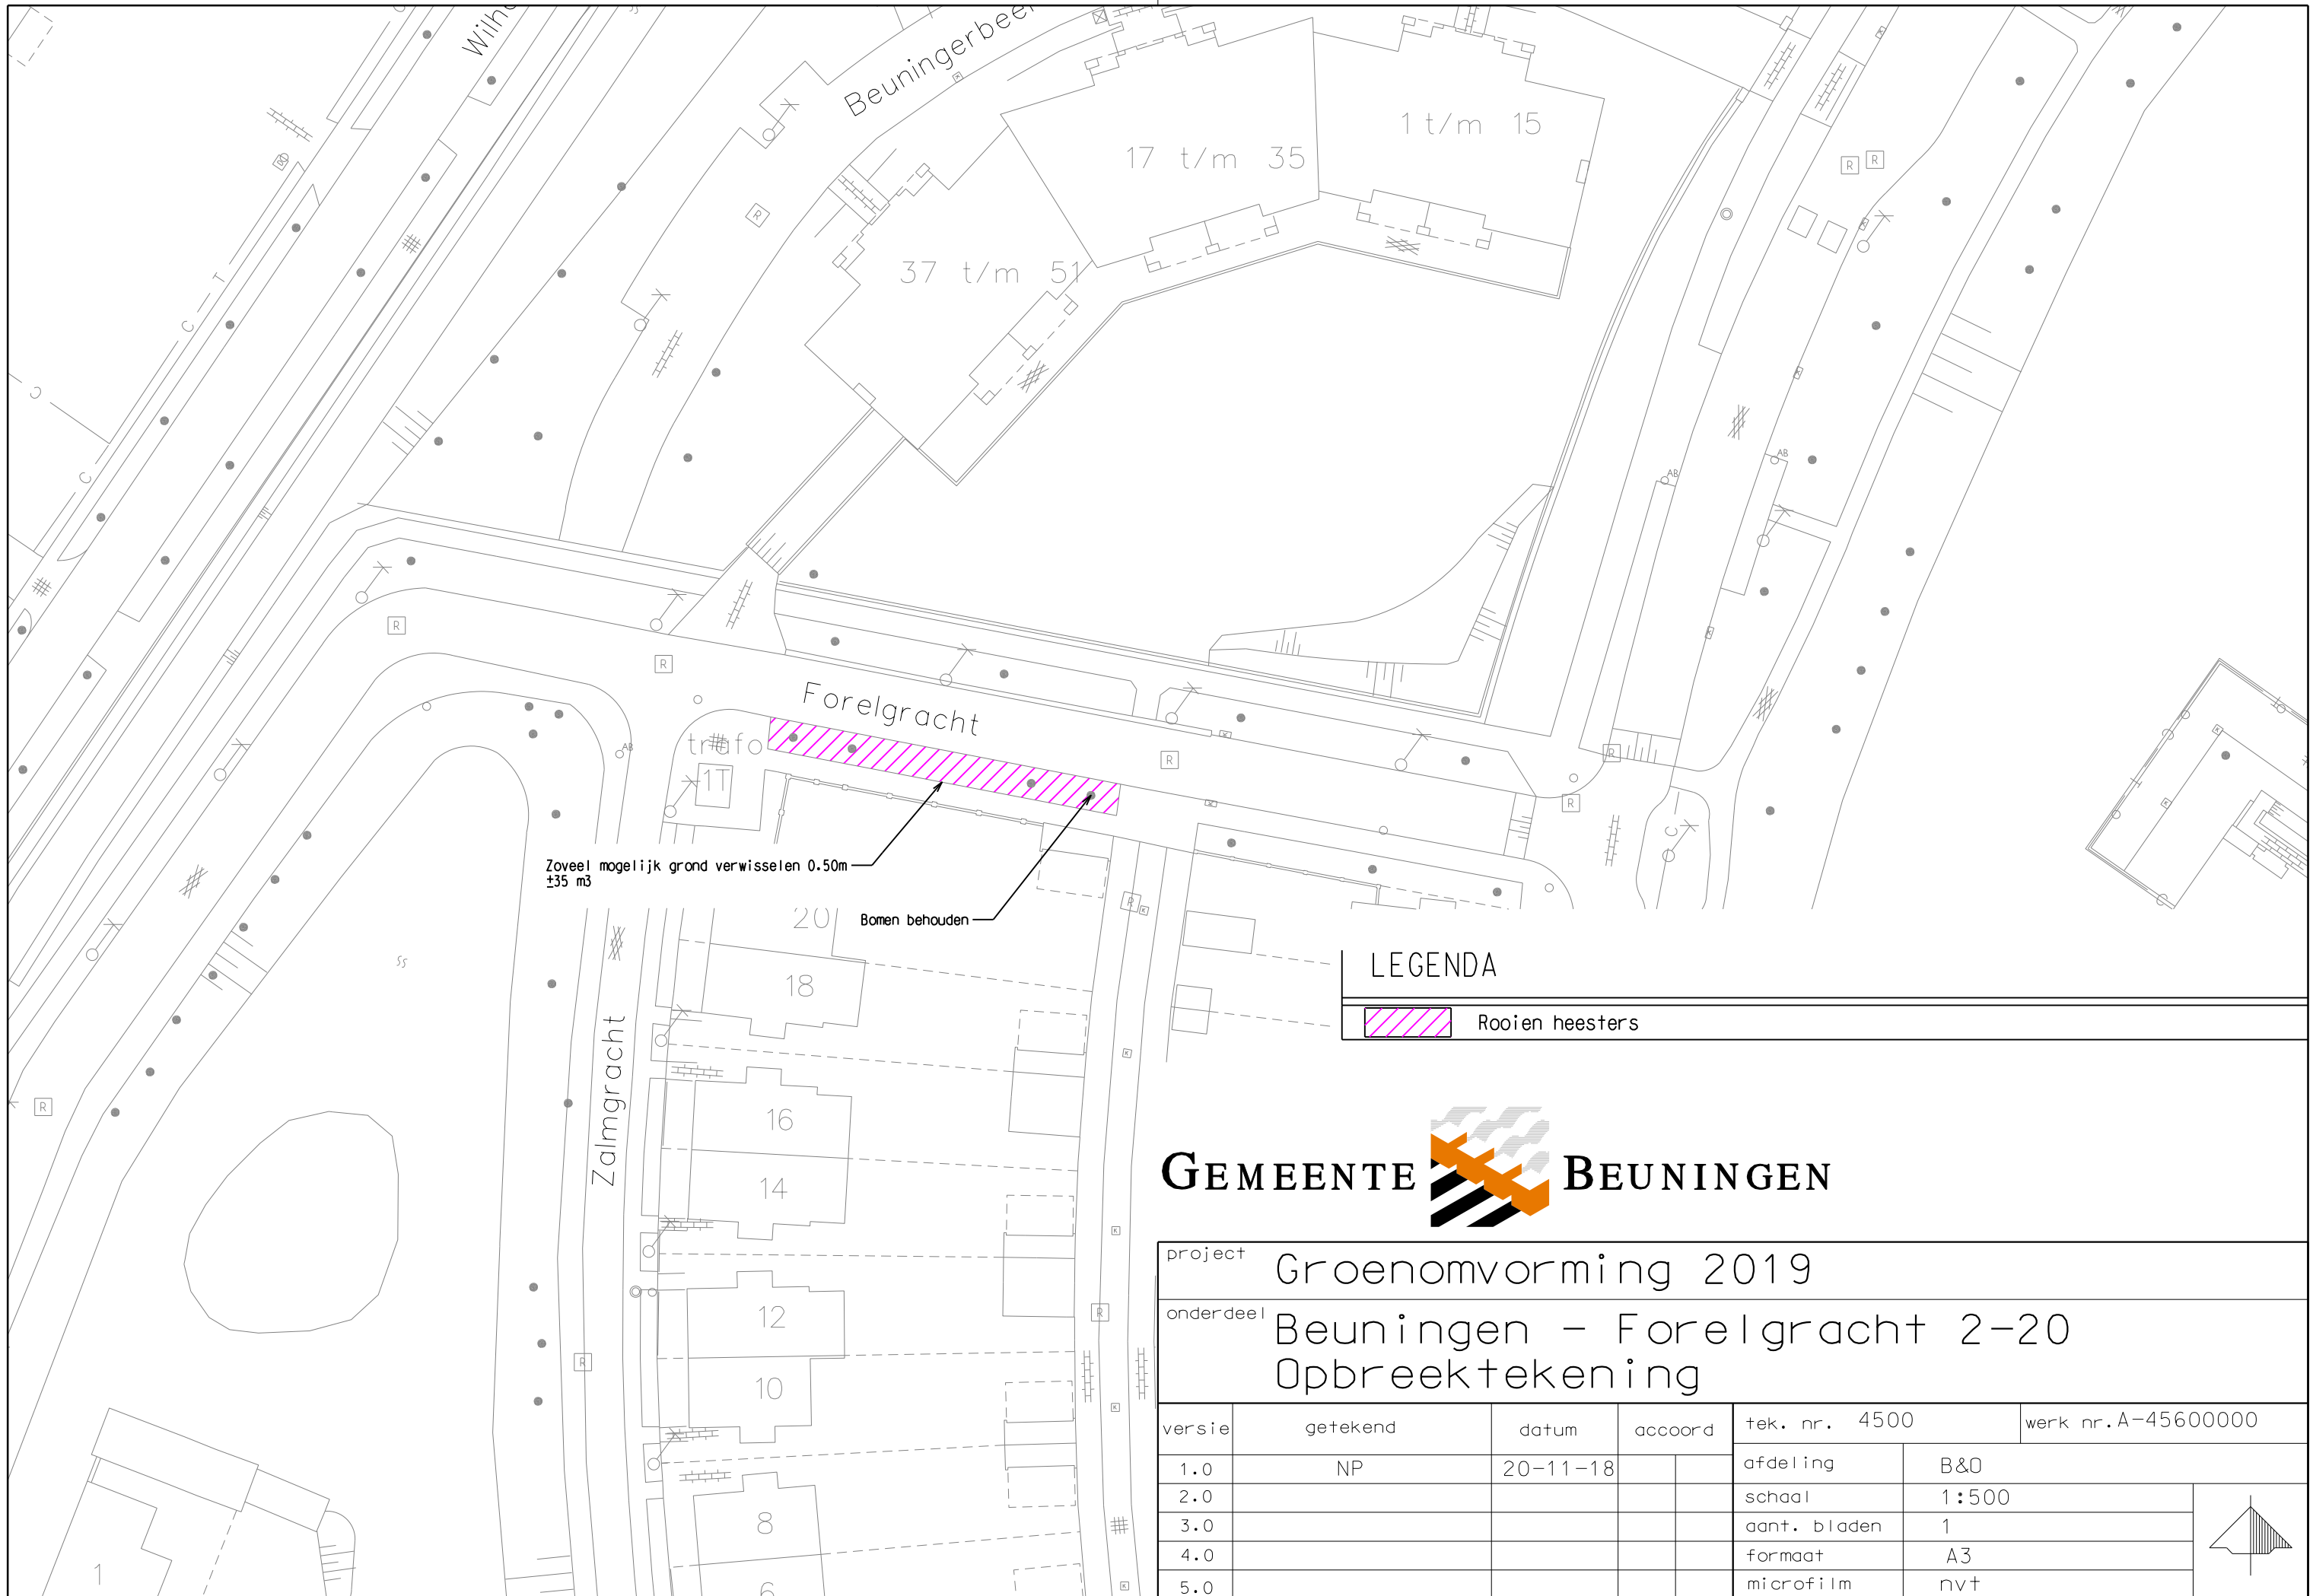 Beuningerbee
Wilh
1 t/m 15
17 t/m 35
37 t/m 51
R
R
R
C
T
C
C
C
AB
AB
R
R
Forelgracht
trafo
1T
AB
R
R
R
C
Zoveel mogelijk grond verwisselen 0.50m
±35 m3
Bomen behouden
R
20
18
16
14
12
10
8
6
1
R
R
R
Zalmgracht
LEGENDA
Rooien heesters
GEMEENTE BEUNINGEN
project Groenomvorming 2019
onderdeel Beuningen - Forelgracht 2-20
Opbreektekening
versie getekend datum accoord tek. nr. 4500 werk nr. A-45600000
1.0 NP 20-11-18 afdeling B&O
2.0 schaal 1:500
3.0 aant. bladen 1
4.0 formaat A3
5.0 microfilm nvt